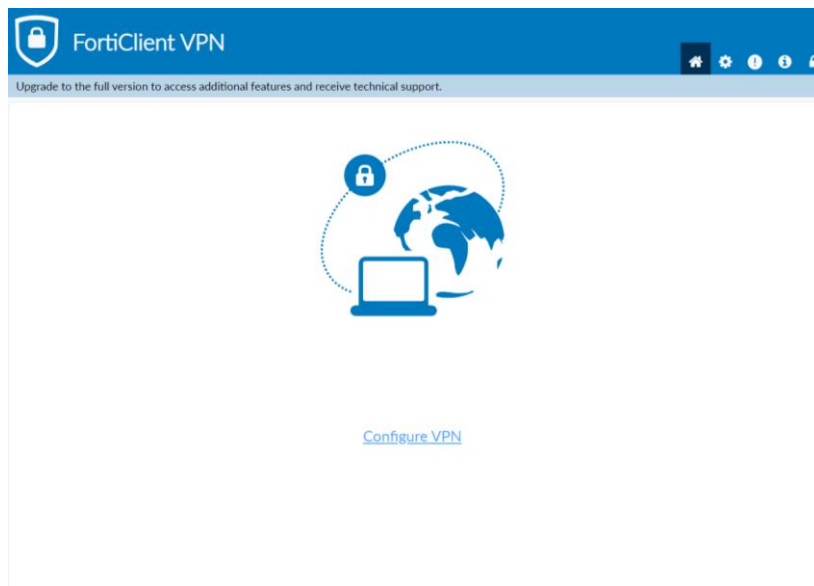 FortiClient VPN
Upgrade to the full version to access additional features and receive technical support.
Configure VPN